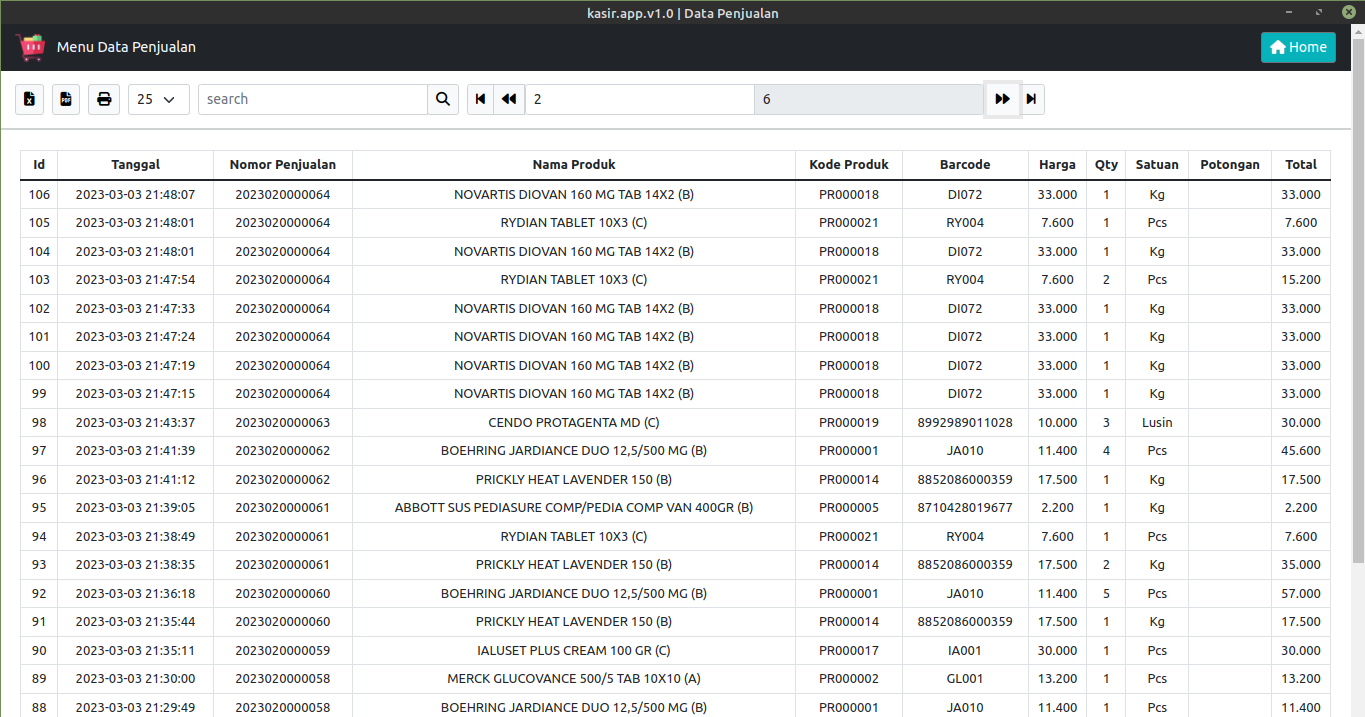 kasir.app.v1.0 | Data Penjualan
Menu Data Penjualan Home
25 search 2 6
Id Tanggal Nomor Penjualan Nama Produk Kode Produk Barcode Harga Qty Satuan Potongan Total
106 2023-03-03 21:48:07 2023020000064 NOVARTIS DIOVAN 160 MG TAB 14X2 (B) PR000018 DI072 33.000 1 Kg 33.000
105 2023-03-03 21:48:01 2023020000064 RYDIAN TABLET 10X3 (C) PR000021 RY004 7.600 1 Pcs 7.600
104 2023-03-03 21:48:01 2023020000064 NOVARTIS DIOVAN 160 MG TAB 14X2 (B) PR000018 DI072 33.000 1 Kg 33.000
103 2023-03-03 21:47:54 2023020000064 RYDIAN TABLET 10X3 (C) PR000021 RY004 7.600 2 Pcs 15.200
102 2023-03-03 21:47:33 2023020000064 NOVARTIS DIOVAN 160 MG TAB 14X2 (B) PR000018 DI072 33.000 1 Kg 33.000
101 2023-03-03 21:47:24 2023020000064 NOVARTIS DIOVAN 160 MG TAB 14X2 (B) PR000018 DI072 33.000 1 Kg 33.000
100 2023-03-03 21:47:19 2023020000064 NOVARTIS DIOVAN 160 MG TAB 14X2 (B) PR000018 DI072 33.000 1 Kg 33.000
99 2023-03-03 21:47:15 2023020000064 NOVARTIS DIOVAN 160 MG TAB 14X2 (B) PR000018 DI072 33.000 1 Kg 33.000
98 2023-03-03 21:43:37 2023020000063 CENDO PROTAGENTA MD (C) PR000019 8992989011028 10.000 3 Lusin 30.000
97 2023-03-03 21:41:39 2023020000062 BOEHRING JARDIANCE DUO 12,5/500 MG (B) PR000001 JA010 11.400 4 Pcs 45.600
96 2023-03-03 21:41:12 2023020000062 PRICKLY HEAT LAVENDER 150 (B) PR000014 8852086000359 17.500 1 Kg 17.500
95 2023-03-03 21:39:05 2023020000061 ABBOTT SUS PEDIASURE COMP/PEDIA COMP VAN 400GR (B) PR000005 8710428019677 2.200 1 Kg 2.200
94 2023-03-03 21:38:49 2023020000061 RYDIAN TABLET 10X3 (C) PR000021 RY004 7.600 1 Pcs 7.600
93 2023-03-03 21:38:35 2023020000061 PRICKLY HEAT LAVENDER 150 (B) PR000014 8852086000359 17.500 2 Kg 35.000
92 2023-03-03 21:36:18 2023020000060 BOEHRING JARDIANCE DUO 12,5/500 MG (B) PR000001 JA010 11.400 5 Pcs 57.000
91 2023-03-03 21:35:44 2023020000060 PRICKLY HEAT LAVENDER 150 (B) PR000014 8852086000359 17.500 1 Kg 17.500
90 2023-03-03 21:35:11 2023020000059 IALUSET PLUS CREAM 100 GR (C) PR000017 IA001 30.000 1 Pcs 30.000
89 2023-03-03 21:30:00 2023020000058 MERCK GLUCOVANCE 500/5 TAB 10X10 (A) PR000002 GL001 13.200 1 Pcs 13.200
88 2023-03-03 21:29:49 2023020000058 BOEHRING JARDIANCE DUO 12,5/500 MG (B) PR000001 JA010 11.400 1 Pcs 11.400